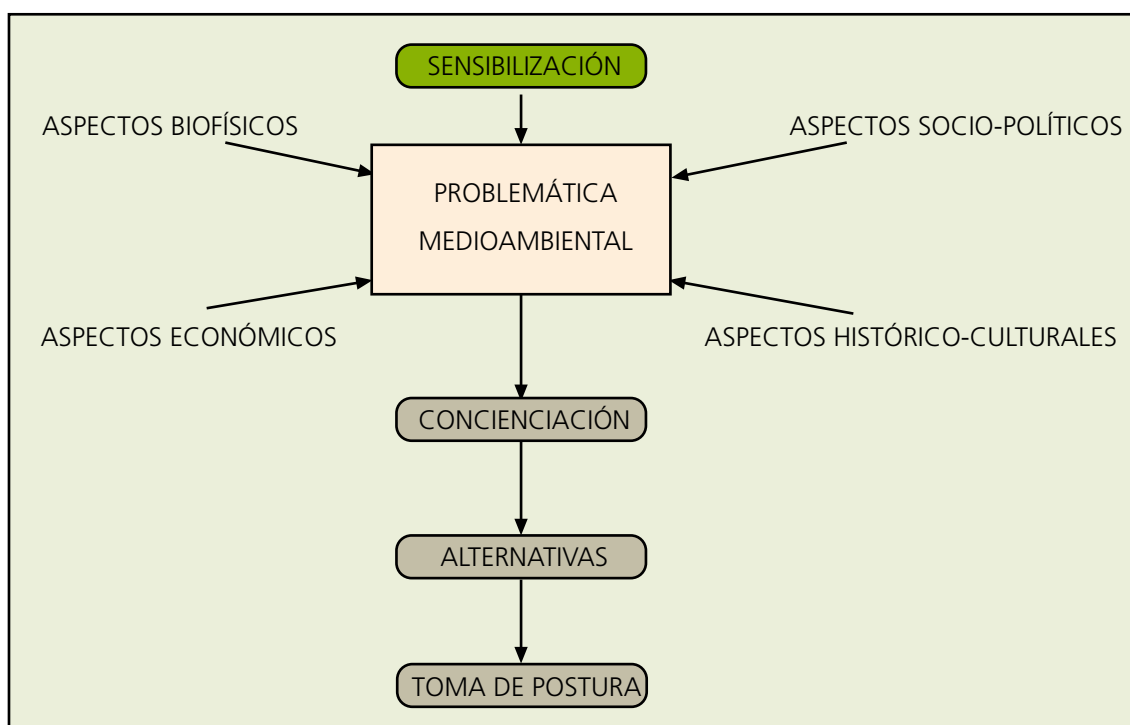 SENSIBILIZACIÓN
ASPECTOS BIOFÍSICOS
ASPECTOS SOCIO-POLÍTICOS
PROBLEMÁTICA
MEDIOAMBIENTAL
ASPECTOS ECONÓMICOS
ASPECTOS HISTÓRICO-CULTURALES
CONCIENCIACIÓN
ALTERNATIVAS
TOMA DE POSTURA